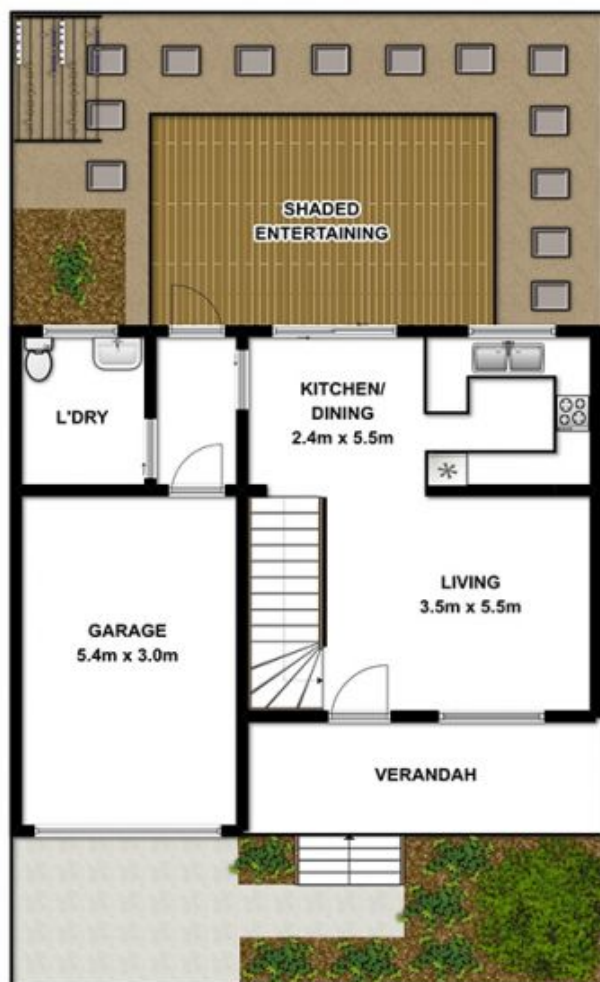 SHADED
ENTERTAINING
L'DRY
KITCHEN/
DINING
2.4m x 5.5m
LIVING
3.5m x 5.5m
GARAGE
5.4m x 3.0m
VERANDAH